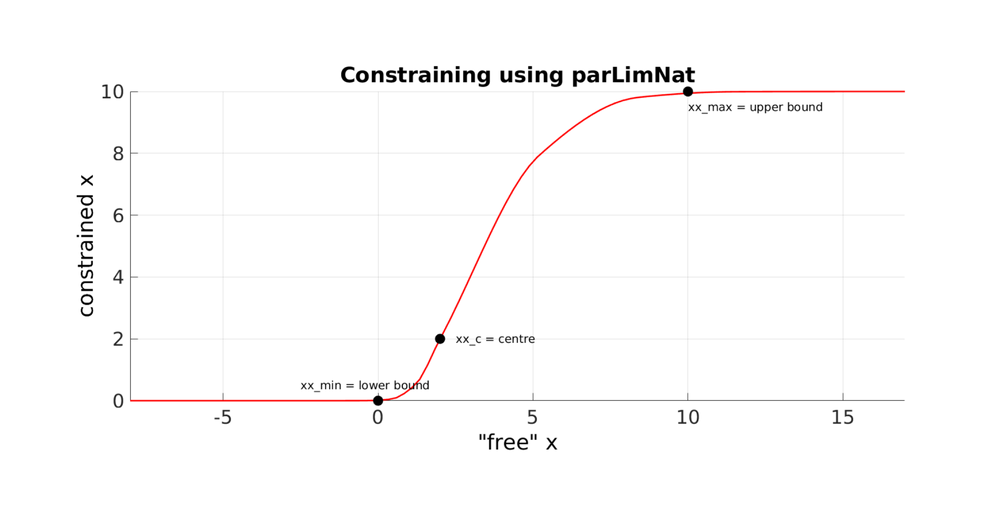 Constraining using parLimNat
10
xx_max = upper bound
8
6
4
xx_c = centre
2
xx_min = lower bound
0
constrained x
-5
0
5
10
15
"free" x